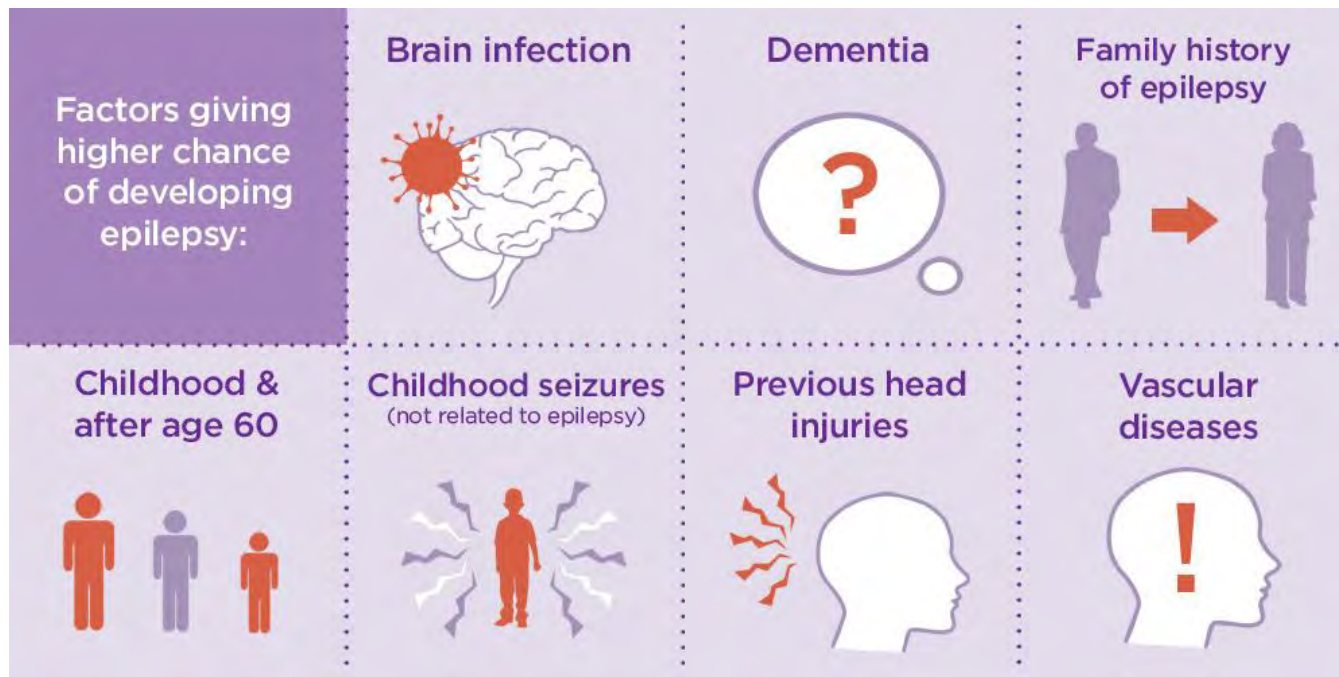 Factors giving
higher chance
of developing
epilepsy:
Brain infection
Dementia
?
Family history
of epilepsy
Childhood &
after age 60
Childhood seizures
(not related to epilepsy)
Previous head
injuries
Vascular
diseases
!